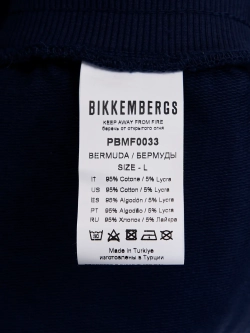 BIKKEMBERGS
KEEP AWAY FROM FIRE
беречь от открытого огня
PBMF0033
BERMUDA / БЕРМУДЫ
SIZE - L
IT 95% Cotone / 5% Lycra
US 95% Cotton / 5% Lycra
ES 95% Algodón / 5% Lycra
PT 95% Algodão / 5% Lycra
RU 95% Хлопок / 5% Лайкра
Made in Turkiye
изготовлены в Турции